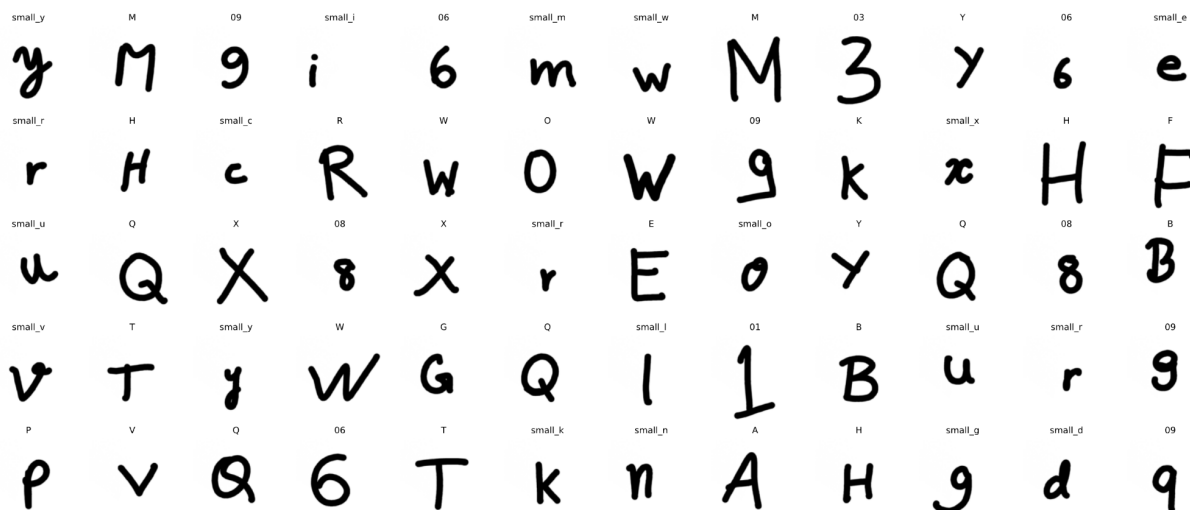 small_y M 09 small_i 06 small_m small_w M 03 Y 06 small_e
y M 9 i 6 m w M 3 Y 6 e
small_r H small_c R W O W 09 K small_x H F
r H c R W O W 9 K x H F
small_u Q X 08 X small_r E small_o Y Q 08 B
u Q X 8 X r E o Y Q 8 B
small_v T small_y W G Q small_l 01 B small_u small_r 09
v T y W G Q l 1 B u r 9
P V Q 06 T small_k small_n A H small_g small_d 09
P V Q 6 T k n A H g d 9